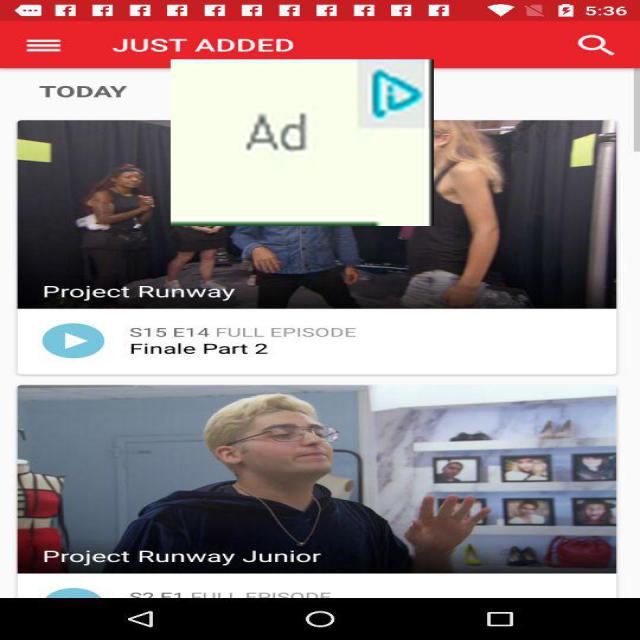 5:36
JUST ADDED
TODAY
Ad
Project Runway
S15 E14 FULL EPISODE
Finale Part 2
Project Runway Junior
S2 E1 FULL EPISODE